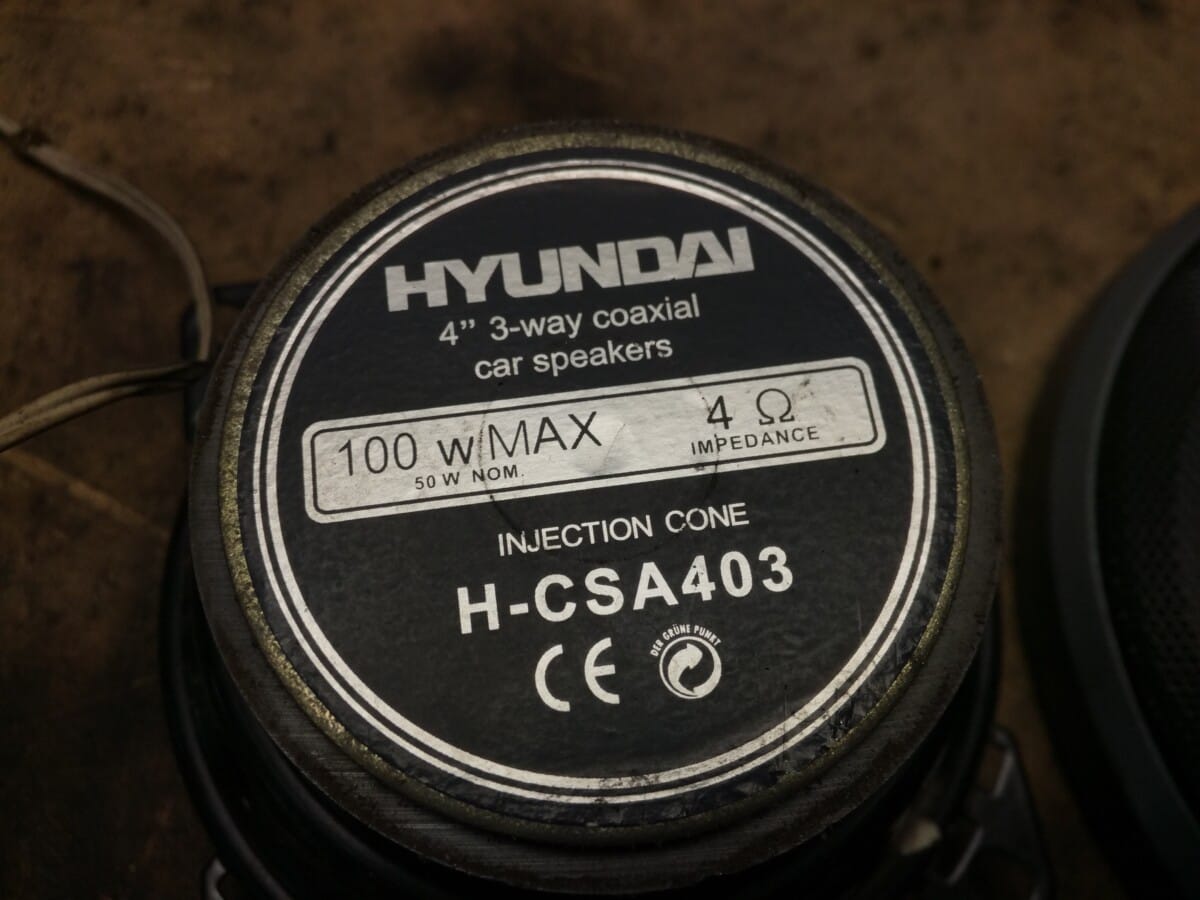 HYUNDAI
4” 3-way coaxial
car speakers
100 W MAX
50 W NOM.
4 Ω
IMPEDANCE
INJECTION CONE
H-CSA403
CE
DER GRÜNE PUNKT